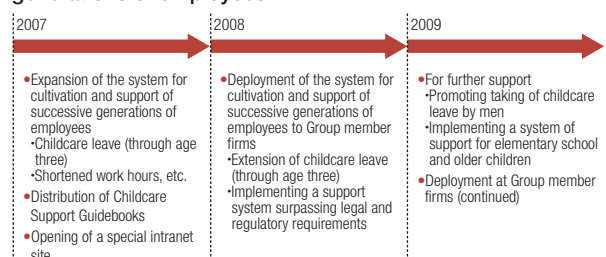 2007
•Expansion of the system for
cultivation and support of
successive generations of
employees
•Childcare leave (through age
three)
•Shortened work hours, etc.
•Distribution of Childcare
Support Guidebooks
•Opening of a special intranet
site
2008
•Deployment of the system for
cultivation and support of
successive generations of
employees to Group member
firms
•Extension of childcare leave
(through age three)
•Implementing a support
system surpassing legal and
regulatory requirements
2009
•For further support
•Promoting taking of childcare
leave by men
•Implementing a system of
support for elementary school
and older children
•Deployment at Group member
firms (continued)